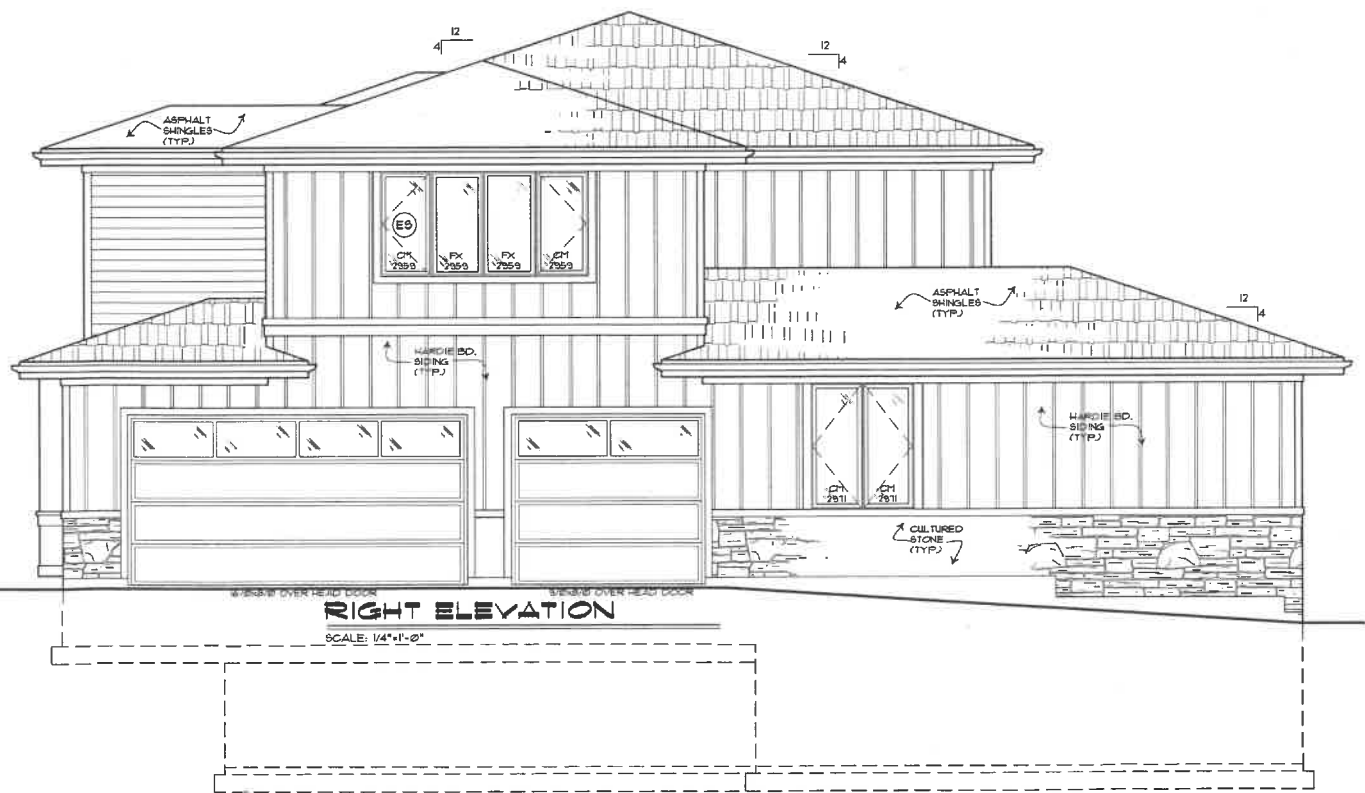 12
4
12
4
ASPHALT
SHINGLES
(TYP.)
ES
CM
2959
FX
2959
FX
2959
CM
2959
ASPHALT
SHINGLES
(TYP.)
12
4
HARDIE BD.
SIDING
(TYP.)
HARDIE BD.
SIDING
(TYP.)
CM
2971
CM
2971
CULTURED
STONE
(TYP.)
OVER HEAD DOOR
OVER HEAD DOOR
RIGHT ELEVATION
SCALE: 1/4"=1'-0"